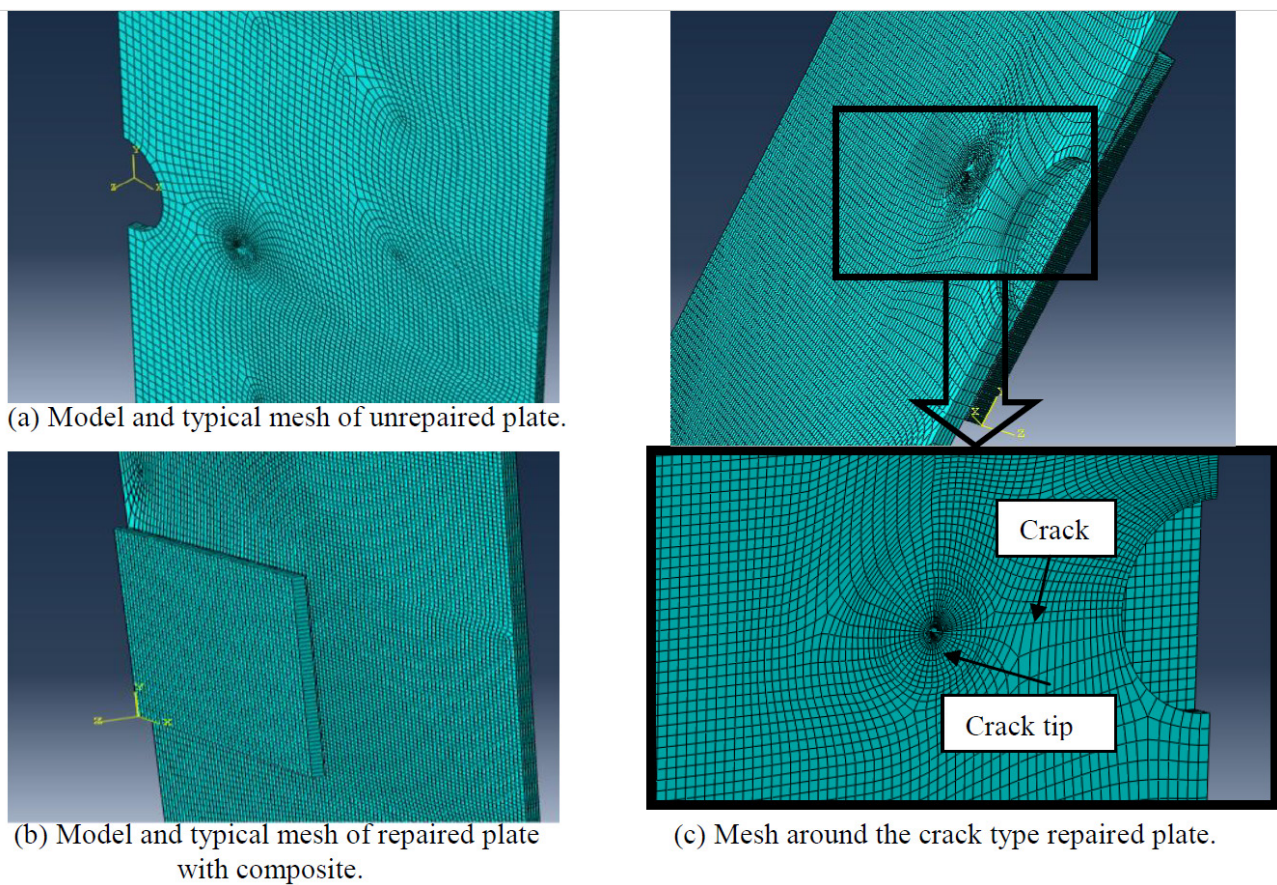 Y
Z
X
(a) Model and typical mesh of unrepaired plate.
Y
Z
X
(b) Model and typical mesh of repaired plate
with composite.
X
Z
Crack
Crack tip
(c) Mesh around the crack type repaired plate.